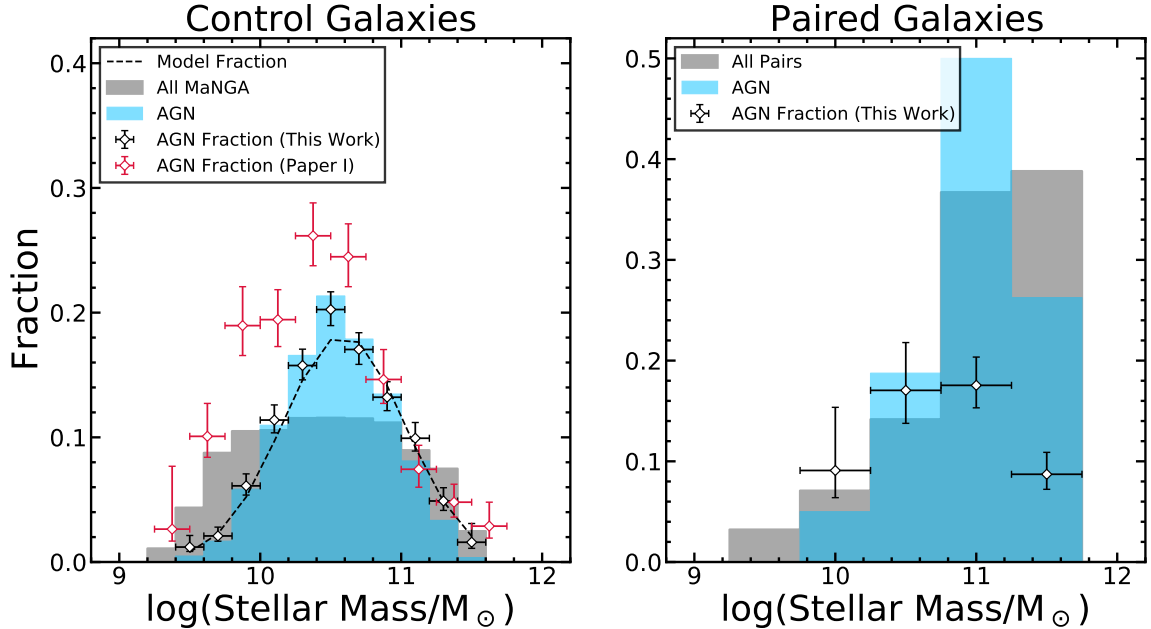 Control Galaxies
Paired Galaxies
Fraction
0.4
0.3
0.2
0.1
0.0
Model Fraction
All MaNGA
AGN
AGN Fraction (This Work)
AGN Fraction (Paper I)
9
10
11
12
log(Stellar Mass/M⊙)
0.5
0.4
0.3
0.2
0.1
0.0
All Pairs
AGN
AGN Fraction (This Work)
9
10
11
12
log(Stellar Mass/M⊙)